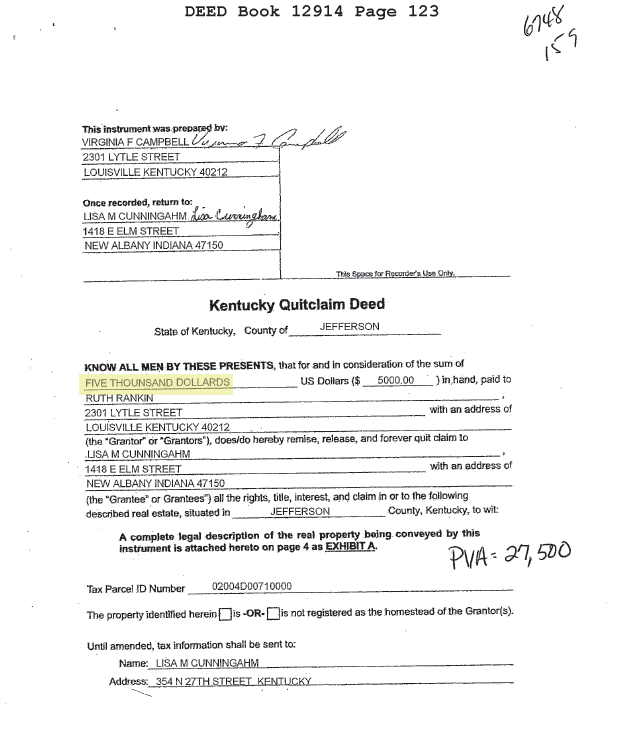 DEED Book 12914 Page 123
6748
159
This instrument was prepared by:
VIRGINIA F CAMPBELL Virginia F Campbell
2301 LYTLE STREET
LOUISVILLE KENTUCKY 40212
Once recorded, return to:
LISA M CUNNINGAHM Lisa Cunningham
1418 E ELM STREET
NEW ALBANY INDIANA 47150
This Space for Recorder's Use Only.
Kentucky Quitclaim Deed
State of Kentucky, County of JEFFERSON
KNOW ALL MEN BY THESE PRESENTS, that for and in consideration of the sum of
FIVE THOUNSAND DOLLARDS US Dollars ($ 5000.00 ) in hand, paid to
RUTH RANKIN ,
2301 LYTLE STREET with an address of
LOUISVILLE KENTUCKY 40212
(the "Grantor" or "Grantors"), does/do hereby remise, release, and forever quit claim to
LISA M CUNNINGAHM ,
1418 E ELM STREET with an address of
NEW ALBANY INDIANA 47150
(the "Grantee" or Grantees") all the rights, title, interest, and claim in or to the following
described real estate, situated in JEFFERSON County, Kentucky, to wit:
A complete legal description of the real property being conveyed by this
instrument is attached hereto on page 4 as EXHIBIT A.
PVA = 27,500
Tax Parcel ID Number 02004D00710000
The property identified herein is -OR- is not registered as the homestead of the Grantor(s).
Until amended, tax information shall be sent to:
Name: LISA M CUNNINGAHM
Address: 354 N 27TH STREET KENTUCKY